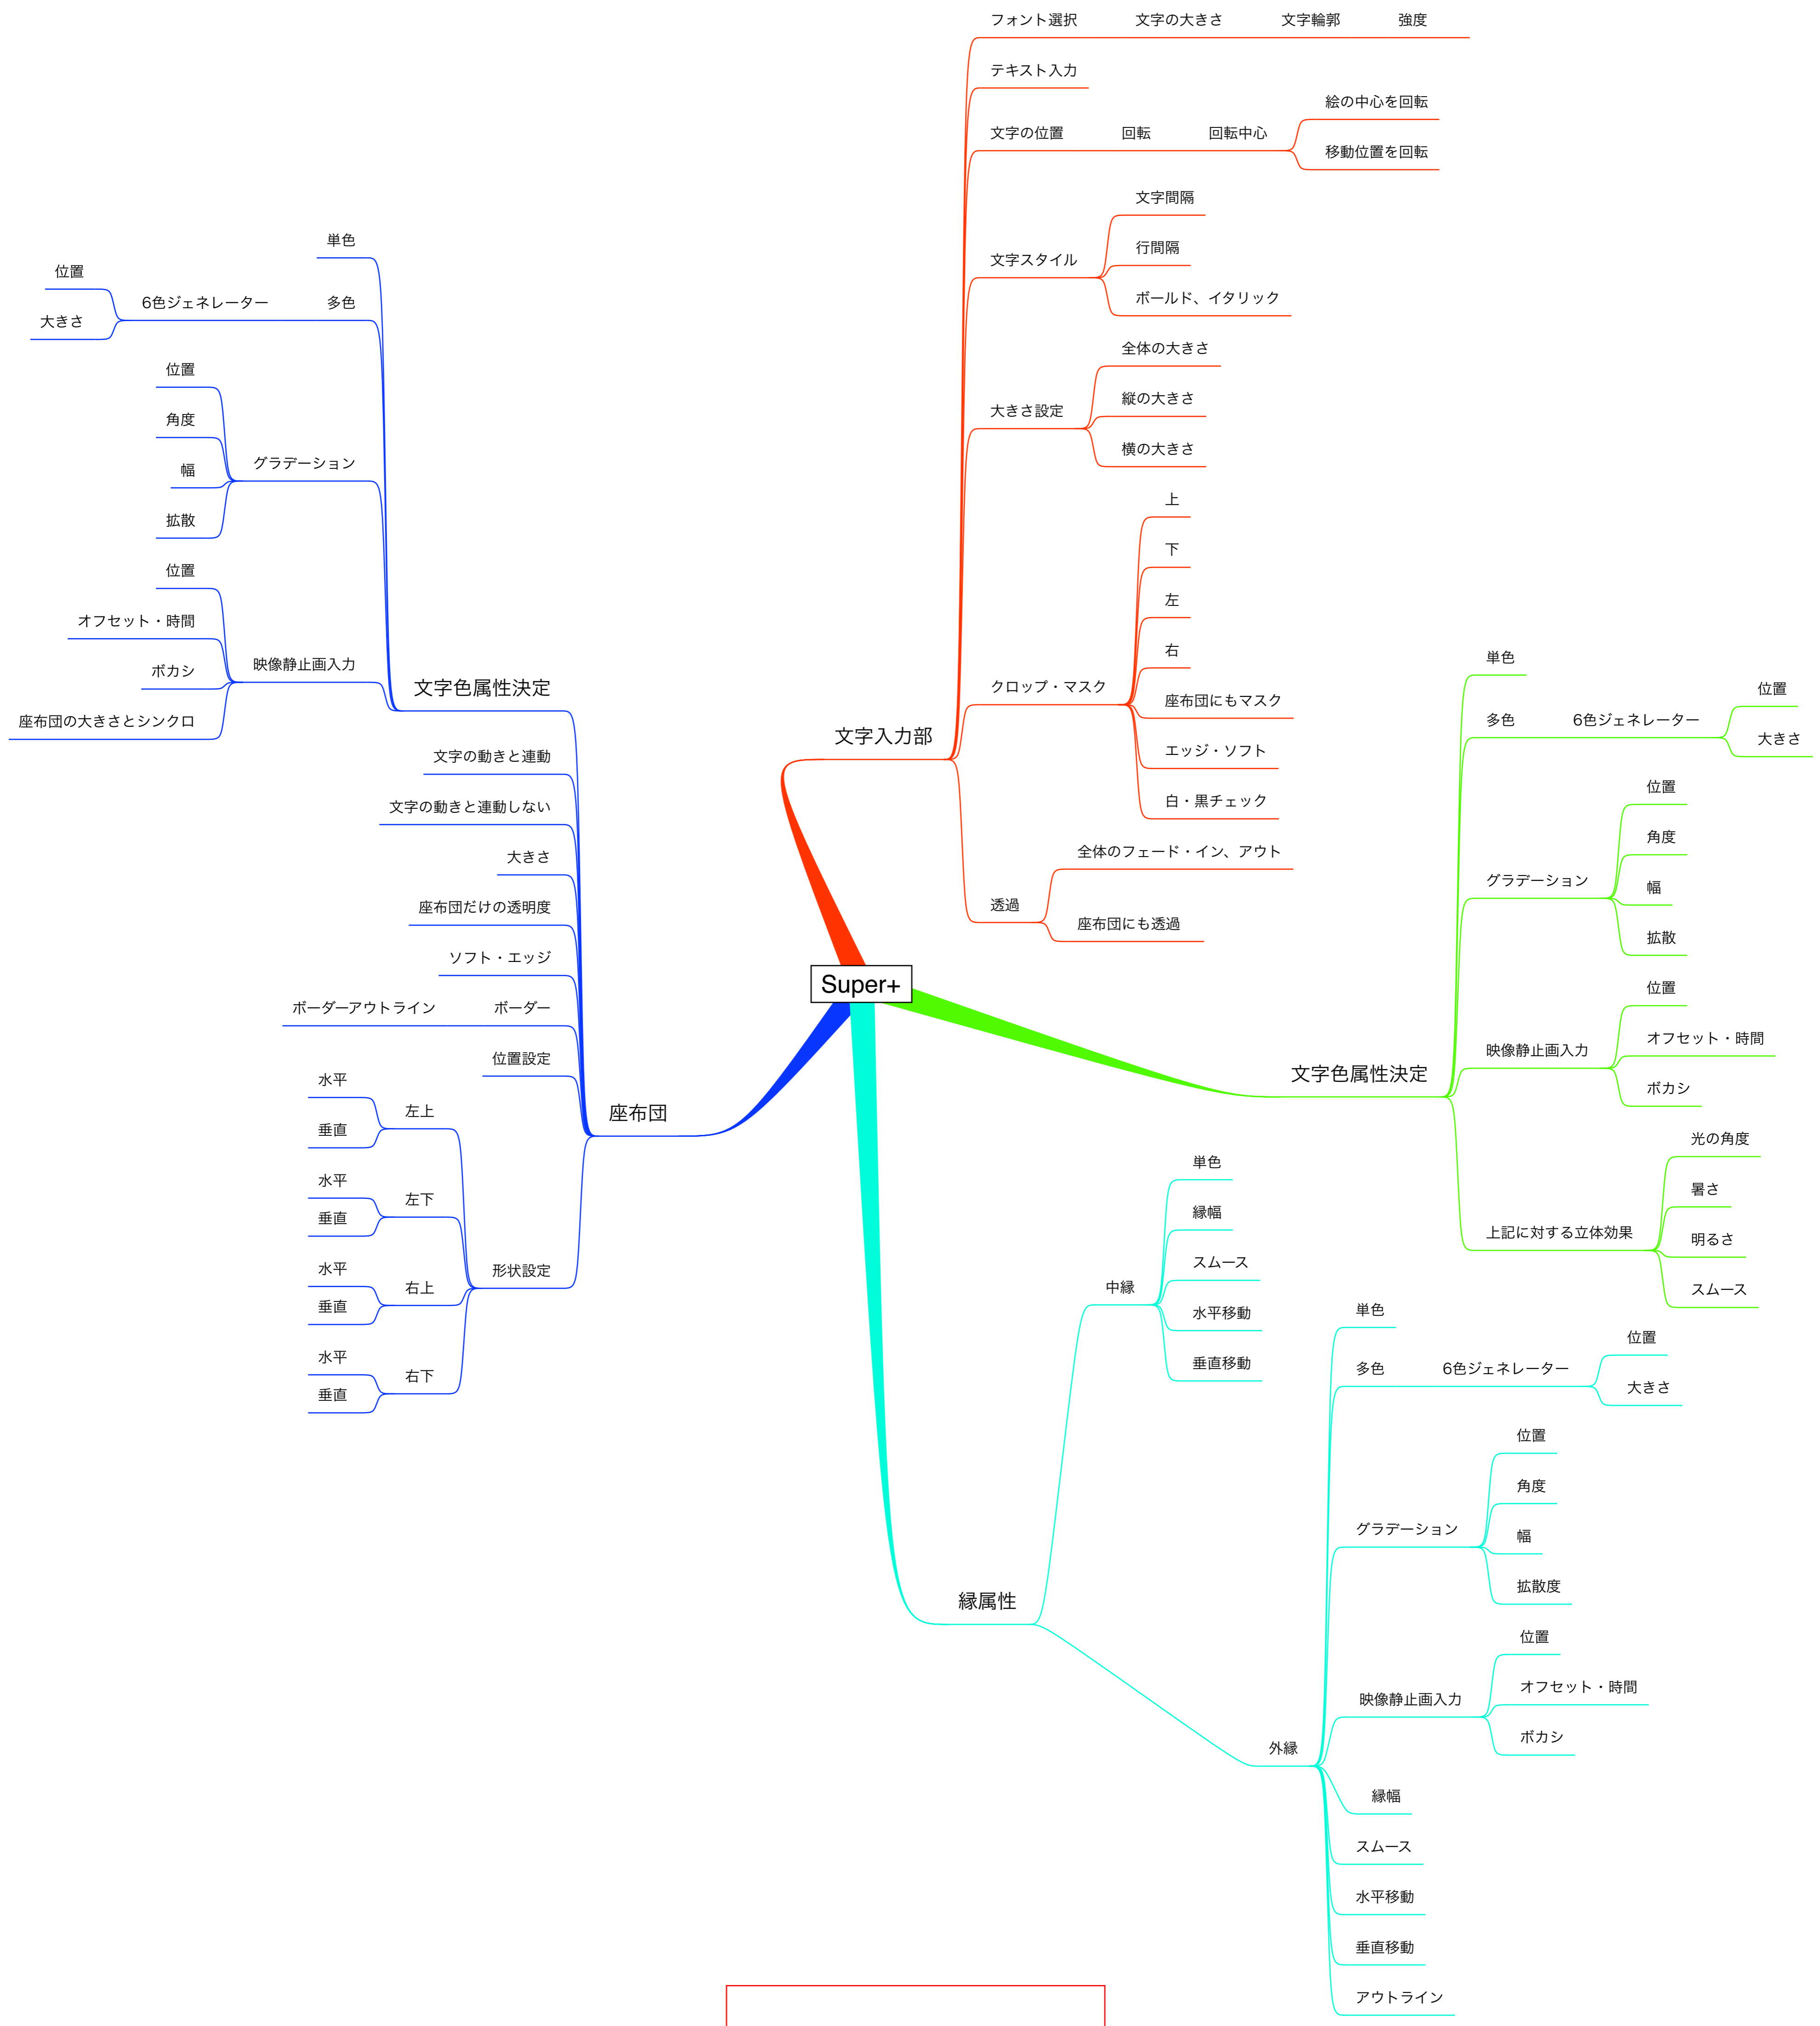 Super+
文字入力部
フォント選択 文字の大きさ 文字輪郭 強度
テキスト入力
文字の位置 回転 回転中心
絵の中心を回転
移動位置を回転
文字スタイル
文字間隔
行間隔
ボールド、イタリック
大きさ設定
全体の大きさ
縦の大きさ
横の大きさ
クロップ・マスク
上
下
左
右
座布団にもマスク
エッジ・ソフト
白・黒チェック
透過
全体のフェード・イン、アウト
座布団にも透過
文字色属性決定
単色
多色 6色ジェネレーター
位置
大きさ
グラデーション
位置
角度
幅
拡散
映像静止画入力
位置
オフセット・時間
ボカシ
上記に対する立体効果
光の角度
暑さ
明るさ
スムース
縁属性
中縁
単色
縁幅
スムース
水平移動
垂直移動
外縁
単色
多色 6色ジェネレーター
位置
大きさ
グラデーション
位置
角度
幅
拡散度
映像静止画入力
位置
オフセット・時間
ボカシ
縁幅
スムース
水平移動
垂直移動
アウトライン
座布団
文字色属性決定
単色
多色
6色ジェネレーター
位置
大きさ
グラデーション
位置
角度
幅
拡散
映像静止画入力
位置
オフセット・時間
ボカシ
座布団の大きさとシンクロ
文字の動きと連動
文字の動きと連動しない
大きさ
座布団だけの透明度
ソフト・エッジ
ボーダー
ボーダーアウトライン
位置設定
形状設定
左上
水平
垂直
左下
水平
垂直
右上
水平
垂直
右下
水平
垂直